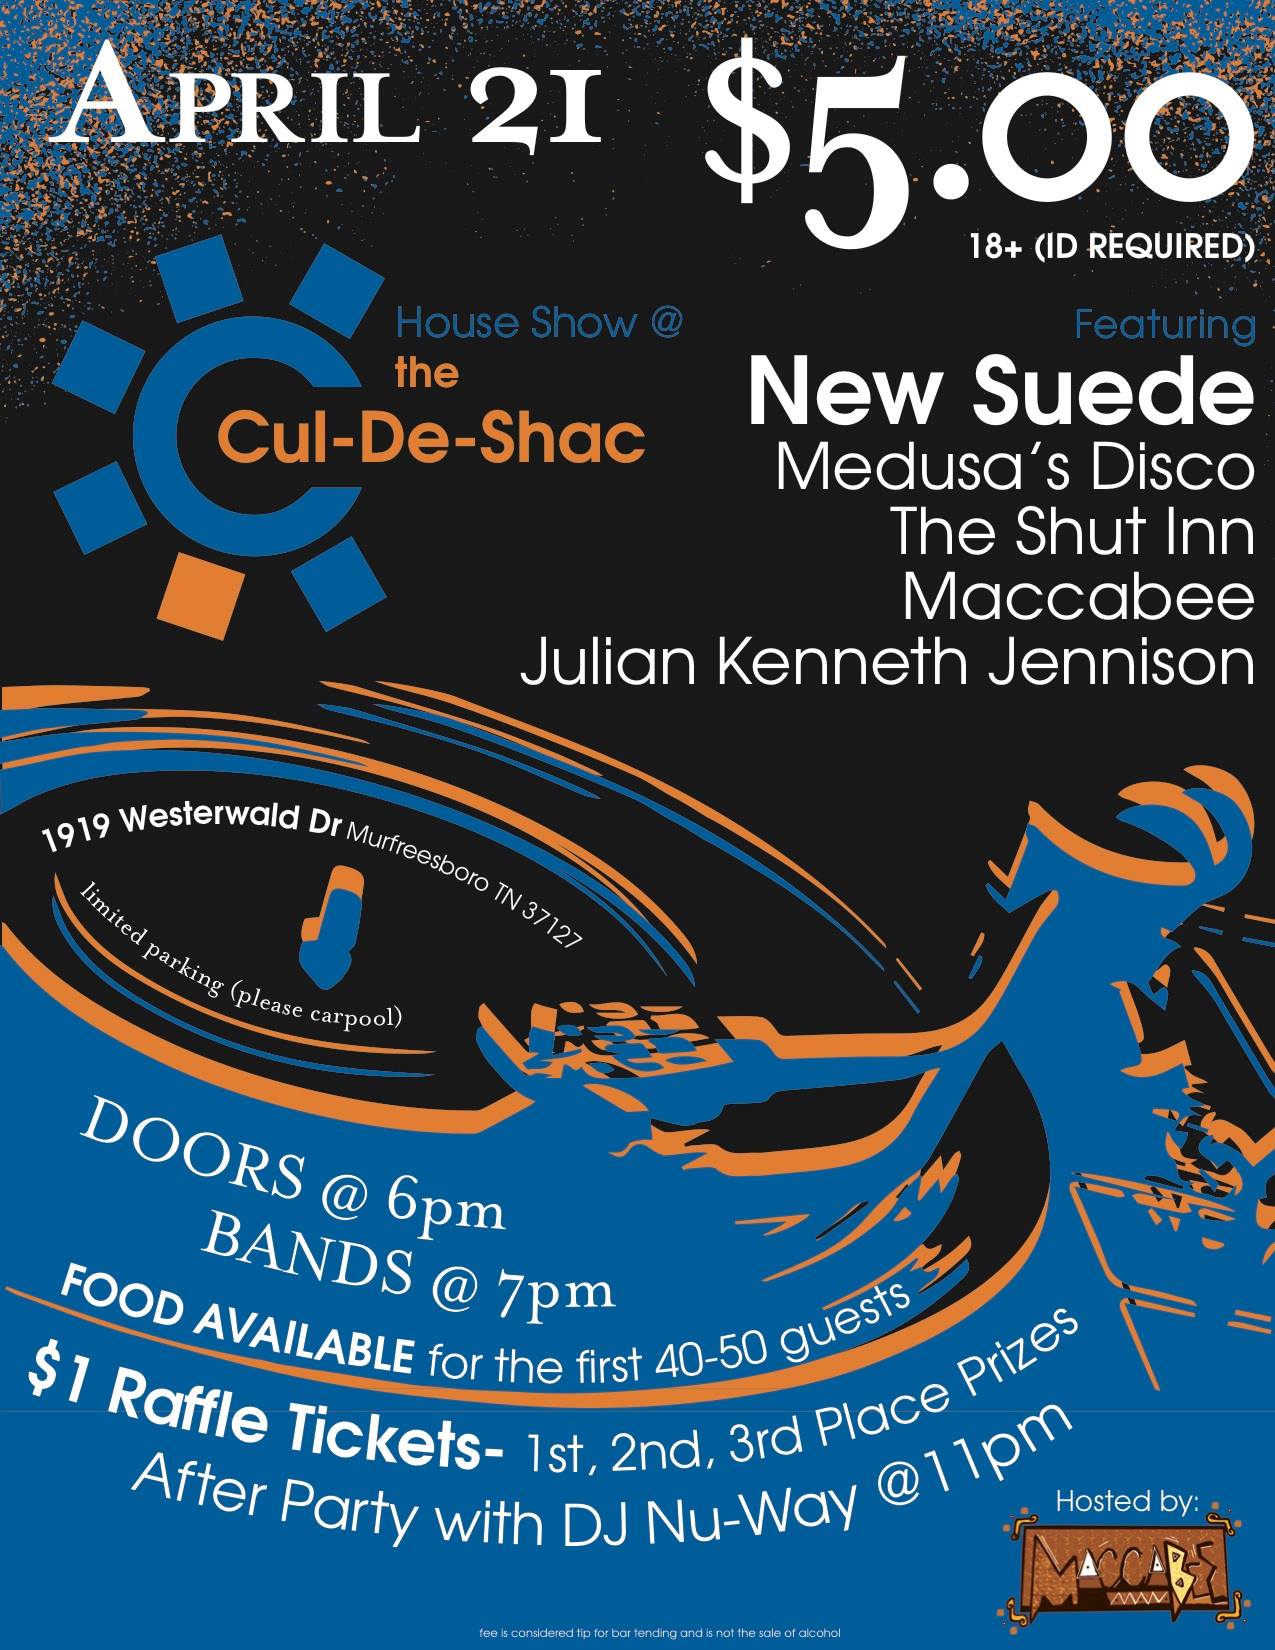 APRIL 21
$5.00
18+ (ID REQUIRED)
House Show @
the
Cul-De-Shac
Featuring
New Suede
Medusa's Disco
The Shut Inn
Maccabee
Julian Kenneth Jennison
1919 Westerwald Dr Murfreesboro TN 37127
limited parking (please carpool)
DOORS @ 6pm
BANDS @ 7pm
FOOD AVAILABLE for the first 40-50 guests
$1 Raffle Tickets- 1st, 2nd, 3rd Place Prizes
After Party with DJ Nu-Way @11pm
Hosted by:
MACCABEE
fee is considered tip for bar tending and is not the sale of alcohol